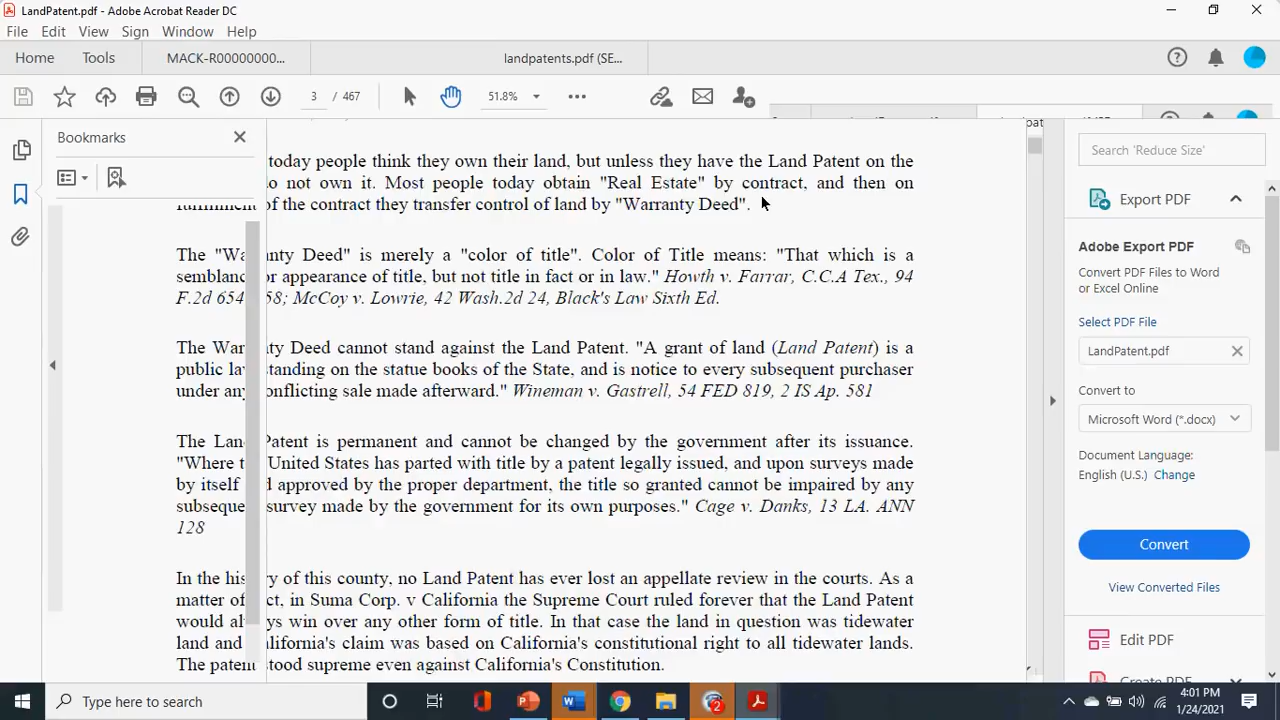 LandPatent.pdf - Adobe Acrobat Reader DC
File Edit View Sign Window Help
Home Tools MACK-R00000000... landpatents.pdf (SE...
3 / 467 51.8%
Bookmarks
Search 'Reduce Size'
today people think they own their land, but unless they have the Land Patent on the
o not own it. Most people today obtain "Real Estate" by contract, and then on
of the contract they transfer control of land by "Warranty Deed".
The "Wa nty Deed" is merely a "color of title". Color of Title means: "That which is a
semblanc or appearance of title, but not title in fact or in law." Howth v. Farrar, C.C.A Tex., 94
F.2d 654 58; McCoy v. Lowrie, 42 Wash.2d 24, Black's Law Sixth Ed.
The War nty Deed cannot stand against the Land Patent. "A grant of land (Land Patent) is a
public la standing on the statue books of the State, and is notice to every subsequent purchaser
under any onflicting sale made afterward." Wineman v. Gastrell, 54 FED 819, 2 IS Ap. 581
The Lan Patent is permanent and cannot be changed by the government after its issuance.
"Where t United States has parted with title by a patent legally issued, and upon surveys made
by itself d approved by the proper department, the title so granted cannot be impaired by any
subseque survey made by the government for its own purposes." Cage v. Danks, 13 LA. ANN
128
In the his y of this county, no Land Patent has ever lost an appellate review in the courts. As a
matter of ct, in Suma Corp. v California the Supreme Court ruled forever that the Land Patent
would al ys win over any other form of title. In that case the land in question was tidewater
land and alifornia's claim was based on California's constitutional right to all tidewater lands.
The patent stood supreme even against California's Constitution.
Export PDF
Adobe Export PDF
Convert PDF Files to Word
or Excel Online
Select PDF File
LandPatent.pdf
Convert to
Microsoft Word (*.docx)
Document Language:
English (U.S.) Change
Convert
View Converted Files
Edit PDF
Create PDF
Type here to search
2
4:01 PM
1/24/2021